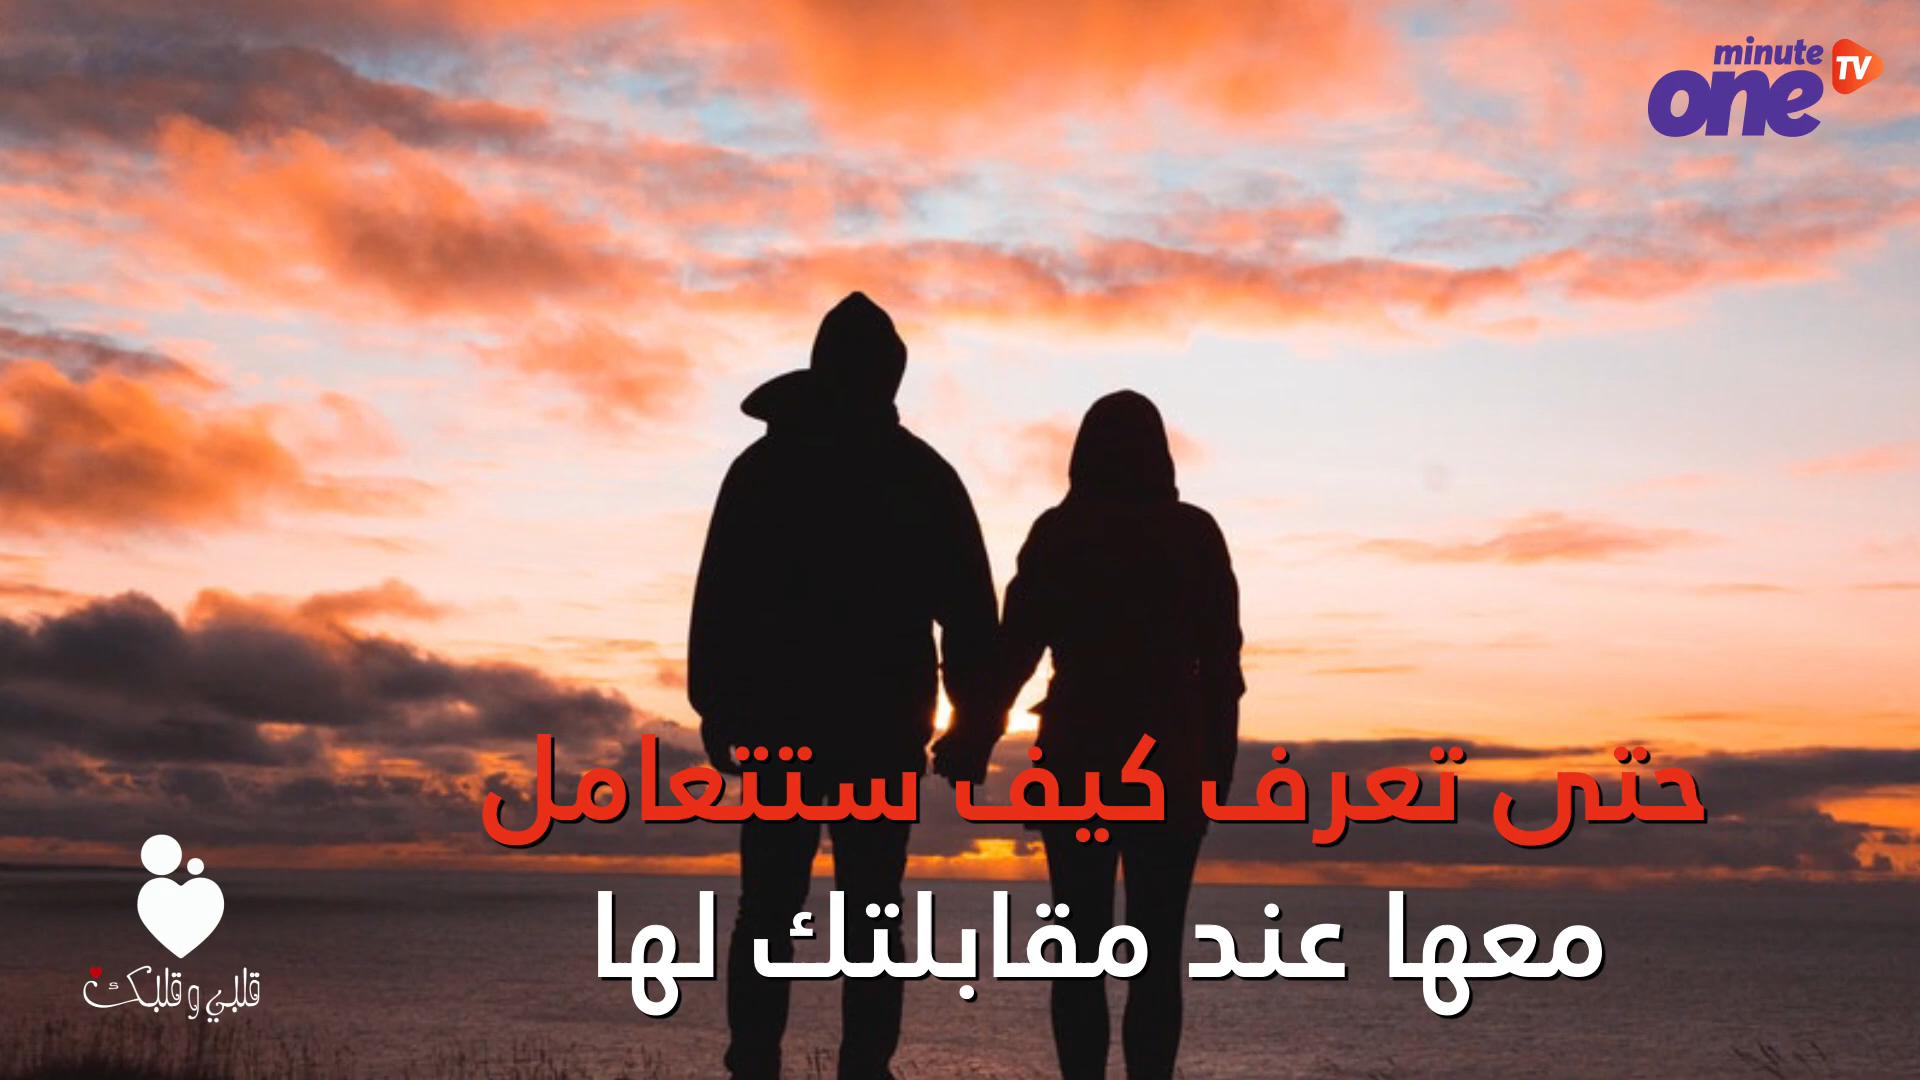 minute
one TV
حتى تعرف كيف ستتعامل
معها عند مقابلتك لها
قلبي و قلبك